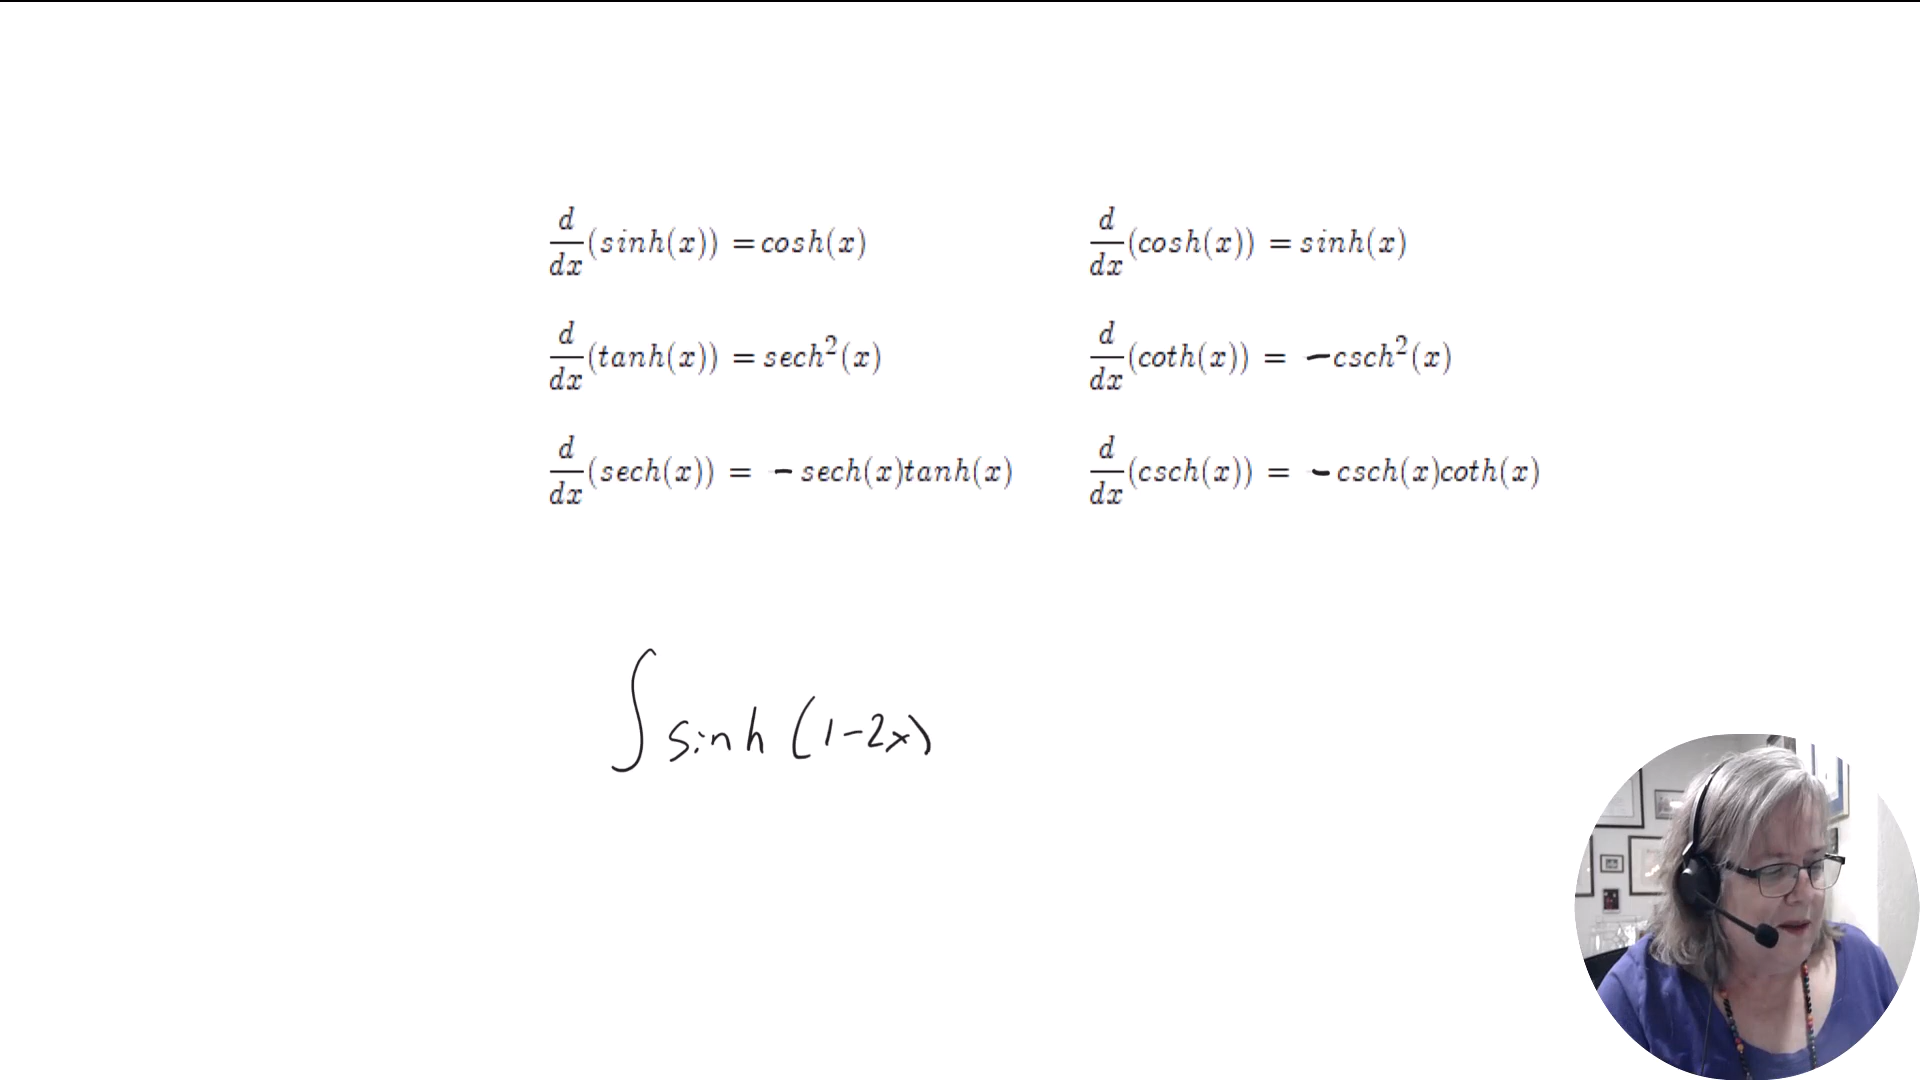 d/dx (sinh(x)) = cosh(x) d/dx (cosh(x)) = sinh(x)
d/dx (tanh(x)) = sech²(x) d/dx (coth(x)) = −csch²(x)
d/dx (sech(x)) = −sech(x)tanh(x) d/dx (csch(x)) = −csch(x)coth(x)
∫ sinh (1-2x)